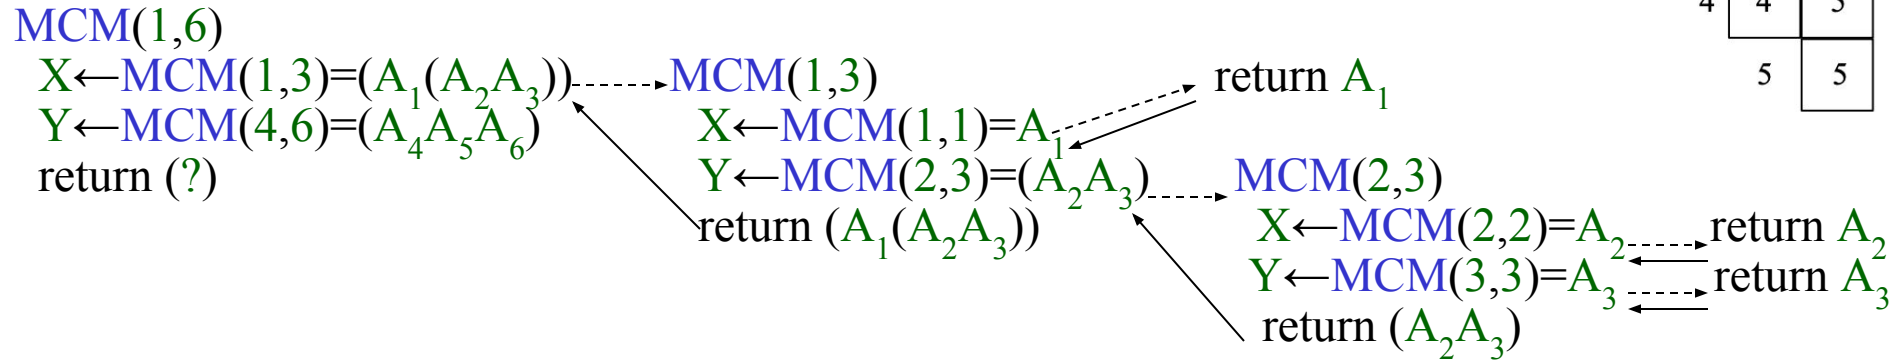 MCM(1,6)
X←MCM(1,3)=(A₁(A₂A₃))
Y←MCM(4,6)=(A₄A₅A₆)
return (?)
MCM(1,3)
X←MCM(1,1)=A₁
Y←MCM(2,3)=(A₂A₃)
return (A₁(A₂A₃))
return A₁
MCM(2,3)
X←MCM(2,2)=A₂
Y←MCM(3,3)=A₃
return (A₂A₃)
return A₂
return A₃
4 4 5
5 5